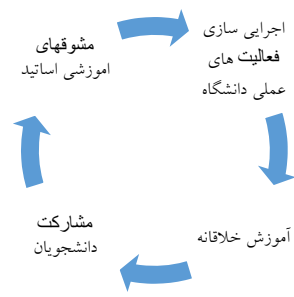 اجرایی سازی
فعالیت های
عملی دانشگاه
آموزش خلاقانه
مشارکت
دانشجویان
مشوقهای
اموزشی اساتید